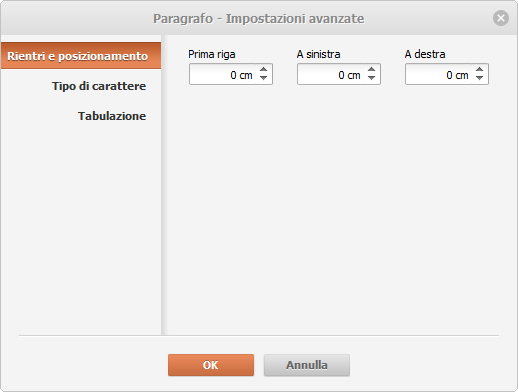 Paragrafo - Impostazioni avanzate
Rientri e posizionamento
Tipo di carattere
Tabulazione
Prima riga
A sinistra
A destra
0 cm
0 cm
0 cm
OK
Annulla